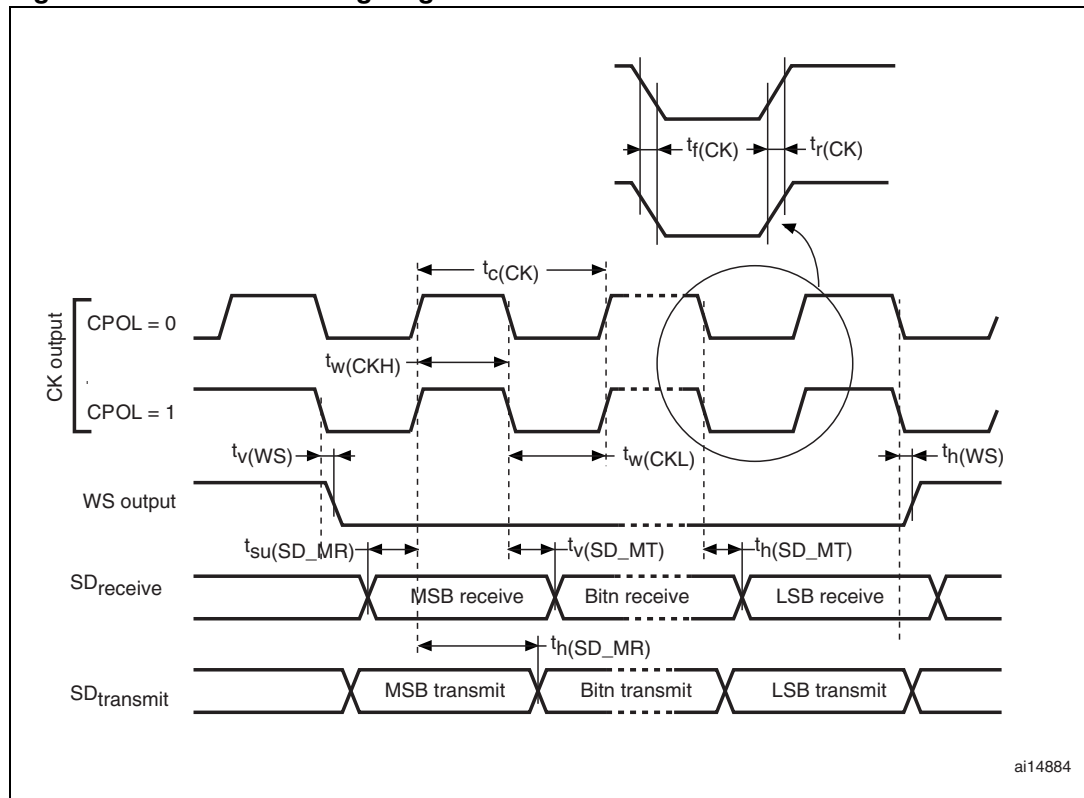 tf(CK)
tr(CK)
tc(CK)
CK output
CPOL = 0
tw(CKH)
CPOL = 1
tv(WS)
tw(CKL)
th(WS)
WS output
tsu(SD_MR)
tv(SD_MT)
th(SD_MT)
SDreceive
MSB receive
Bitn receive
LSB receive
th(SD_MR)
SDtransmit
MSB transmit
Bitn transmit
LSB transmit
ai14884